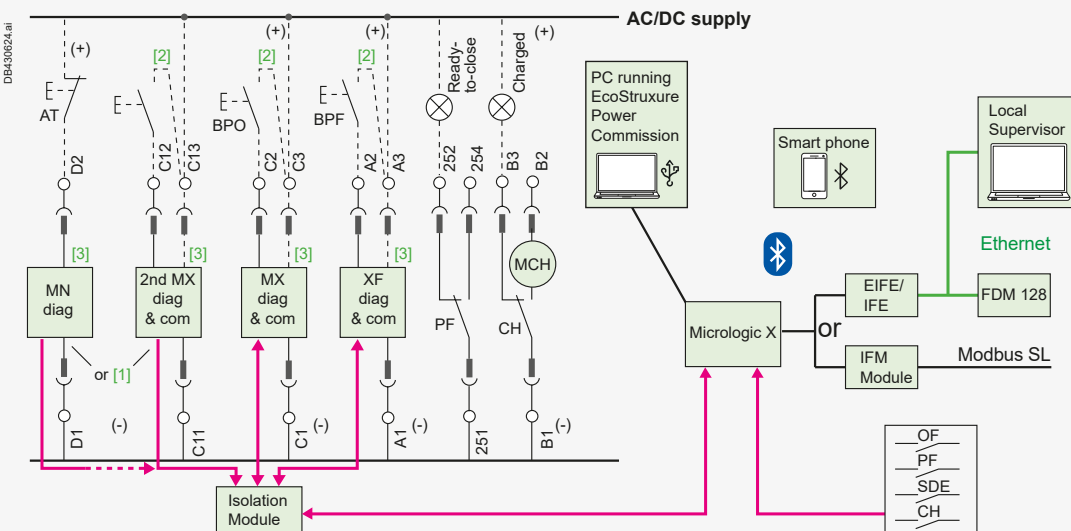 DB430624.ai
AC/DC supply
(+)
(+)
(+)
(+)
[2]
[2]
[2]
Ready-
to-close
Charged
AT
BPO
BPF
D2
C12
C13
C2
C3
A2
A3
252
254
B3
B2
[3]
[3]
[3]
[3]
MN
diag
2nd MX
diag
& com
MX
diag
& com
XF
diag
& com
PF
CH
MCH
or [1]
(-)
(-)
(-)
(-)
D1
C11
C1
A1
251
B1
Isolation
Module
PC running
EcoStruxure
Power
Commission
Smart phone
Local
Supervisor
Ethernet
EIFE/
IFE
FDM 128
Micrologic X
or
IFM
Module
Modbus SL
OF
PF
SDE
CH